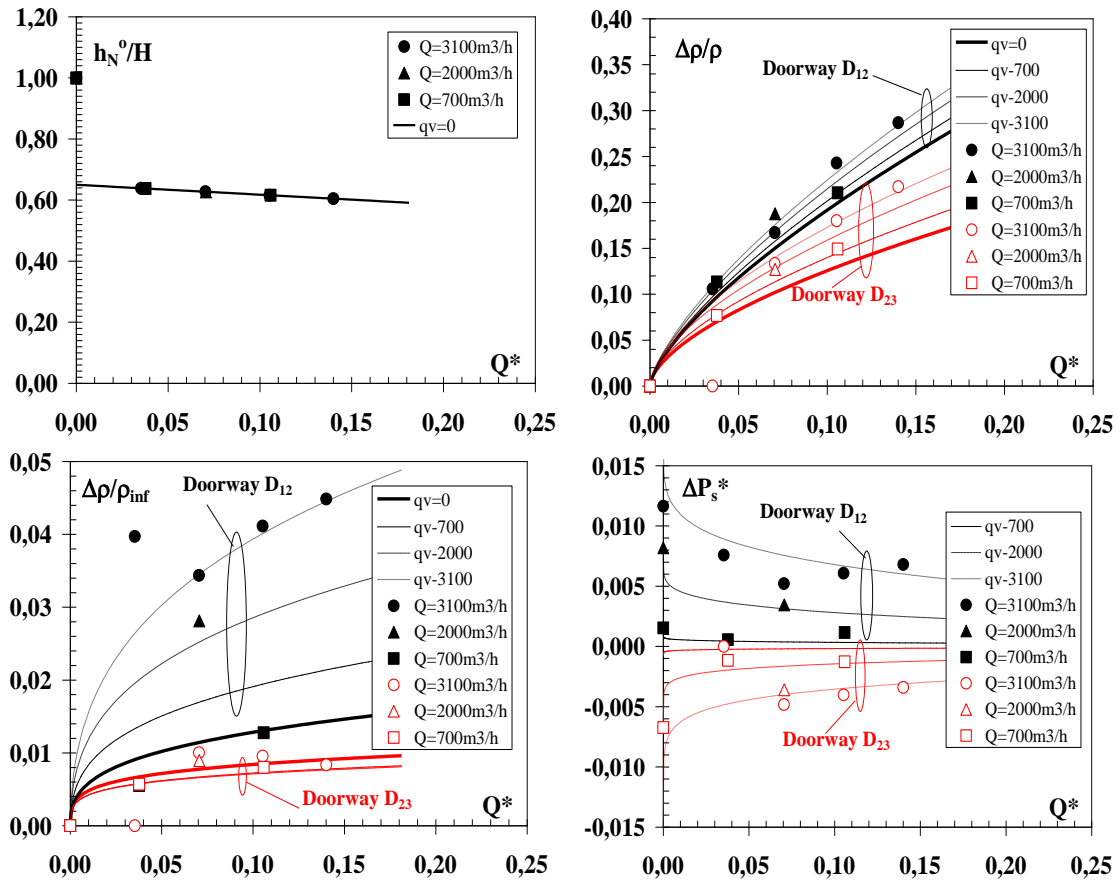 1,20
1,00
0,80
0,60
0,40
0,20
0,00
h_N^o/H
Q=3100m3/h
Q=2000m3/h
Q=700m3/h
qv=0
Q*
0,00 0,05 0,10 0,15 0,20 0,25
0,40
0,35
0,30
0,25
0,20
0,15
0,10
0,05
0,00
Δρ/ρ
Doorway D12
Doorway D23
qv=0
qv-700
qv-2000
qv-3100
Q=3100m3/h
Q=2000m3/h
Q=700m3/h
Q=3100m3/h
Q=2000m3/h
Q=700m3/h
Q*
0,00 0,05 0,10 0,15 0,20 0,25
0,05
0,04
0,03
0,02
0,01
0,00
Δρ/ρinf
Doorway D12
Doorway D23
qv=0
qv-700
qv-2000
qv-3100
Q=3100m3/h
Q=2000m3/h
Q=700m3/h
Q=3100m3/h
Q=2000m3/h
Q=700m3/h
Q*
0,00 0,05 0,10 0,15 0,20 0,25
0,015
0,010
0,005
0,000
-0,005
-0,010
-0,015
ΔPs*
Doorway D12
Doorway D23
qv-700
qv-2000
qv-3100
Q=3100m3/h
Q=2000m3/h
Q=700m3/h
Q=3100m3/h
Q=2000m3/h
Q=700m3/h
Q*
0,00 0,05 0,10 0,15 0,20 0,25